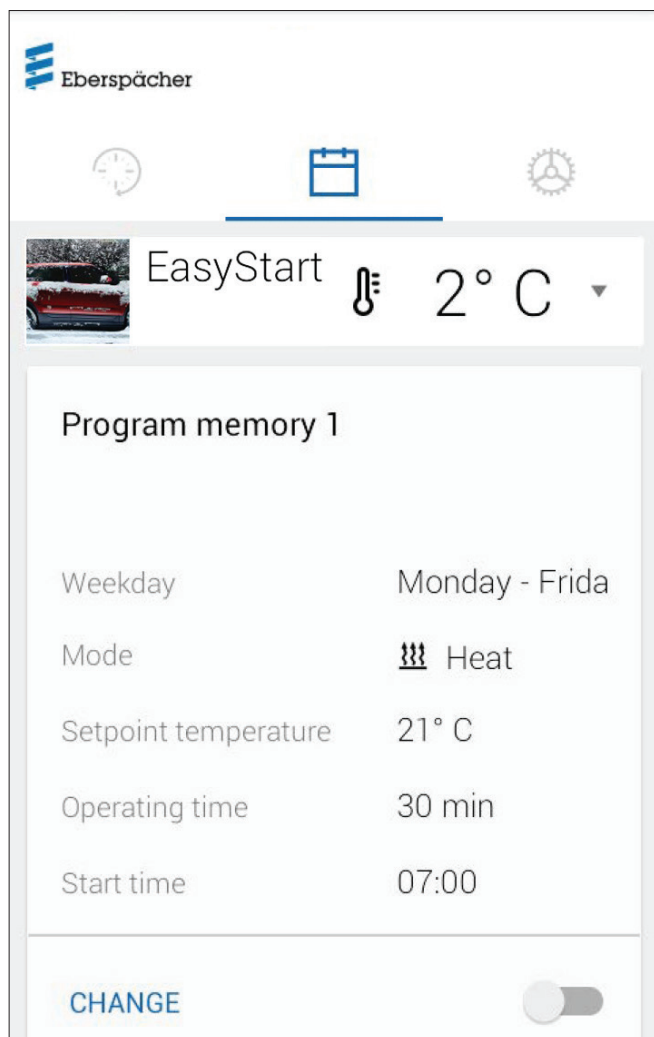 Eberspächer
EasyStart 2° C
Program memory 1
Weekday Monday - Frida
Mode Heat
Setpoint temperature 21° C
Operating time 30 min
Start time 07:00
CHANGE